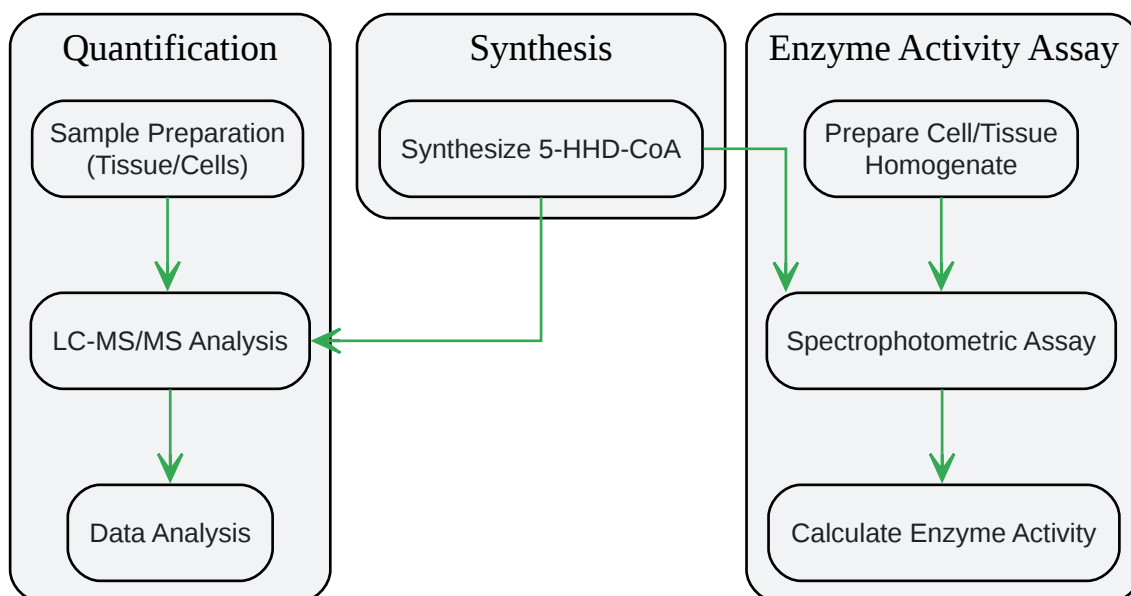 Quantification
Sample Preparation
(Tissue/Cells)
LC-MS/MS Analysis
Data Analysis
Synthesis
Synthesize 5-HHD-CoA
Enzyme Activity Assay
Prepare Cell/Tissue
Homogenate
Spectrophotometric Assay
Calculate Enzyme Activity